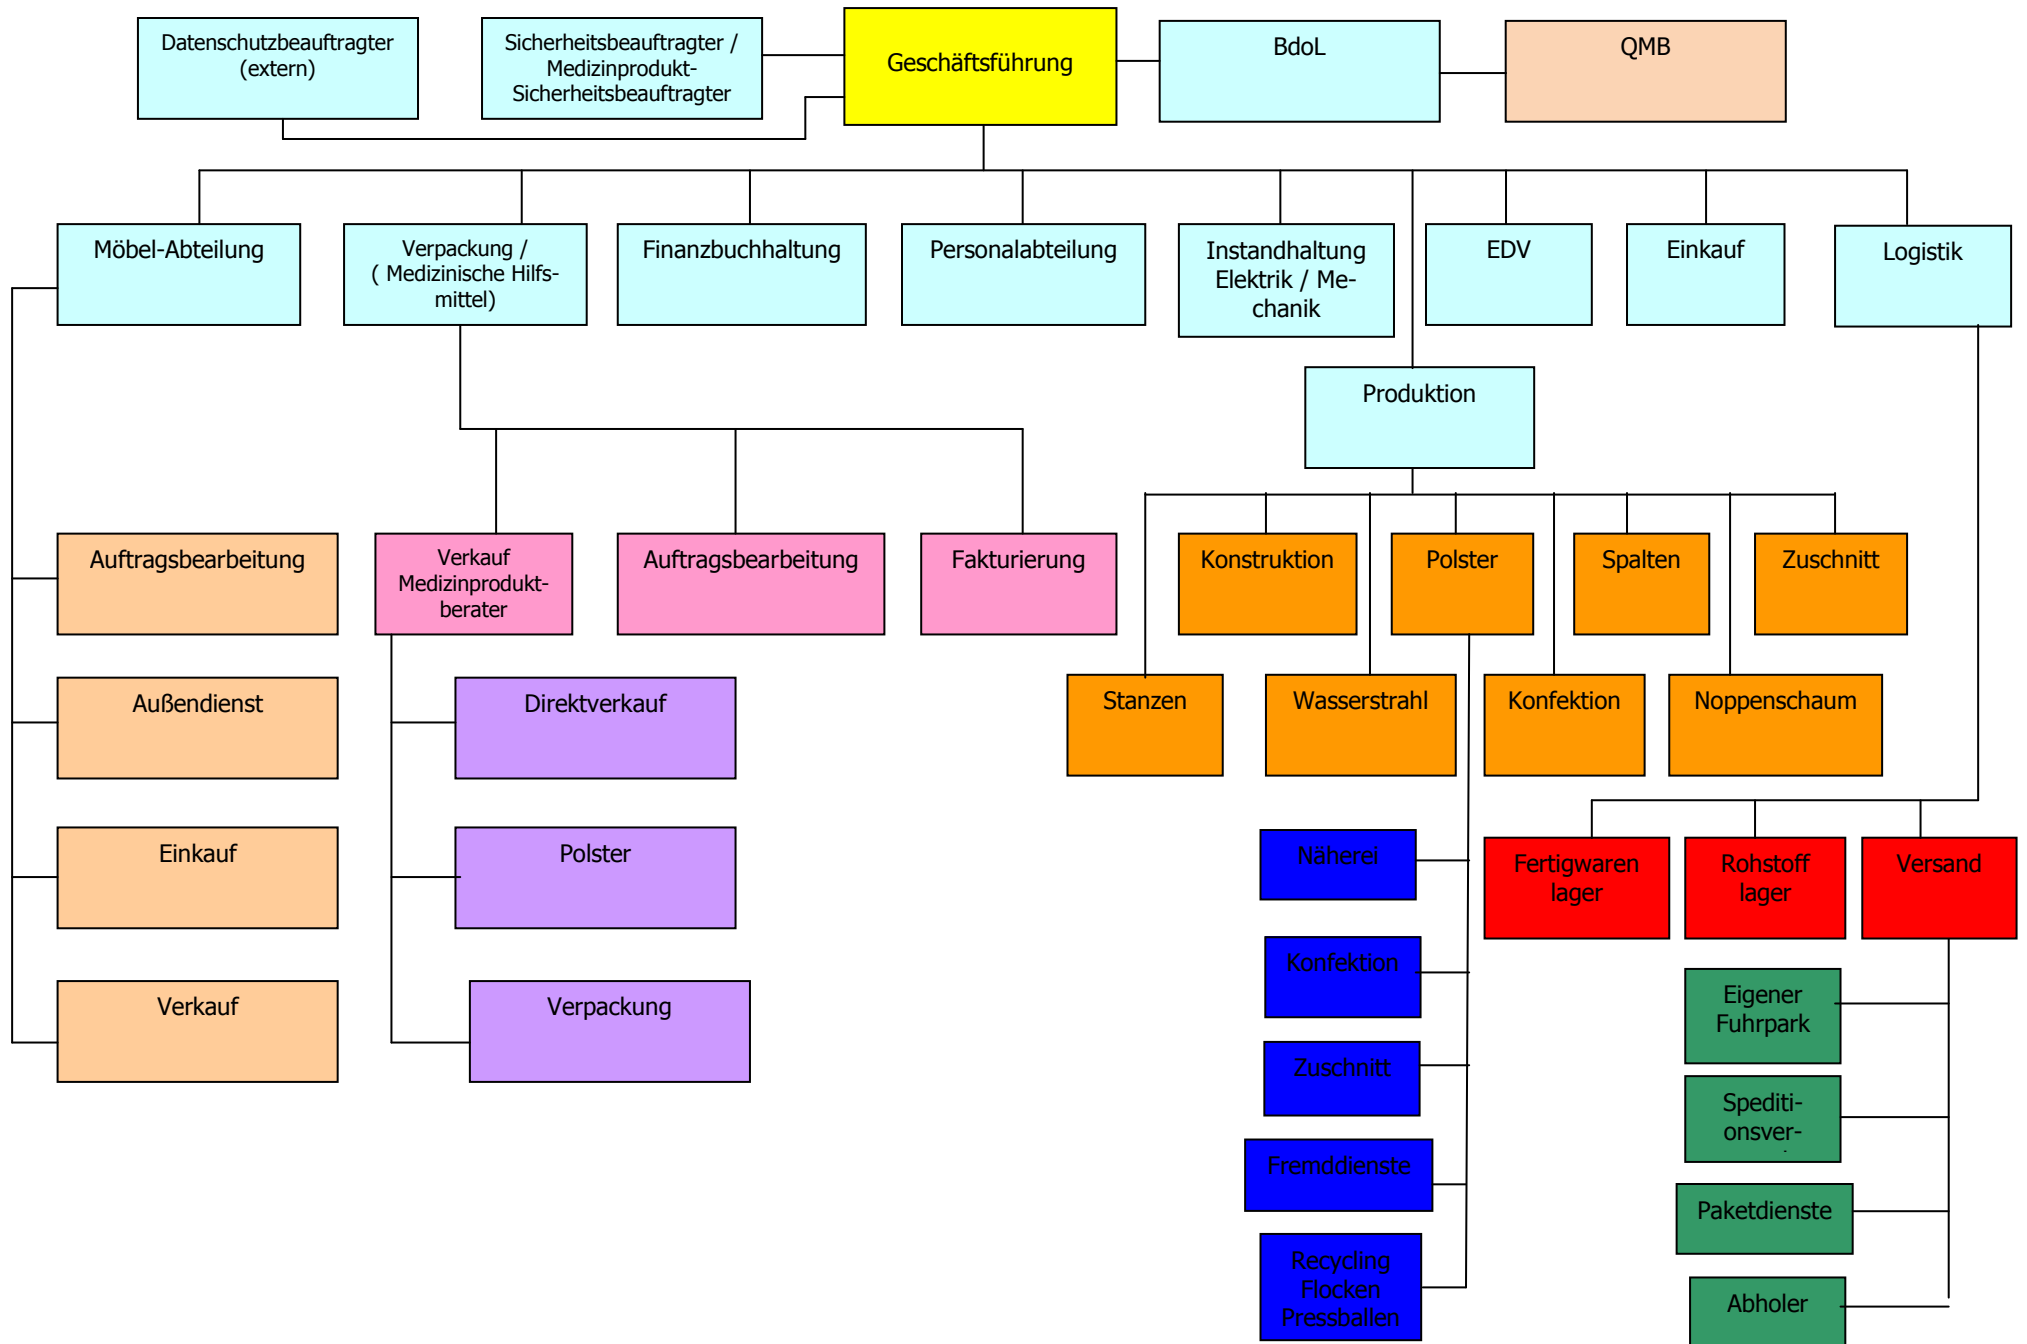 Datenschutzbeauftragter
(extern)
Sicherheitsbeauftragter /
Medizinprodukt-
Sicherheitsbeauftragter
Geschäftsführung
BdoL
QMB
Möbel-Abteilung
Verpackung /
( Medizinische Hilfs-
mittel)
Finanzbuchhaltung
Personalabteilung
Instandhaltung
Elektrik / Me-
chanik
EDV
Einkauf
Logistik
Produktion
Auftragsbearbeitung
Verkauf
Medizinprodukt-
berater
Auftragsbearbeitung
Fakturierung
Konstruktion
Polster
Spalten
Zuschnitt
Außendienst
Direktverkauf
Stanzen
Wasserstrahl
Konfektion
Noppenschaum
Einkauf
Polster
Näherei
Fertigwaren
lager
Rohstoff
lager
Versand
Konfektion
Verkauf
Verpackung
Eigener
Fuhrpark
Zuschnitt
Spediti-
onsver-
Fremddienste
Paketdienste
Recycling
Flocken
Pressballen
Abholer